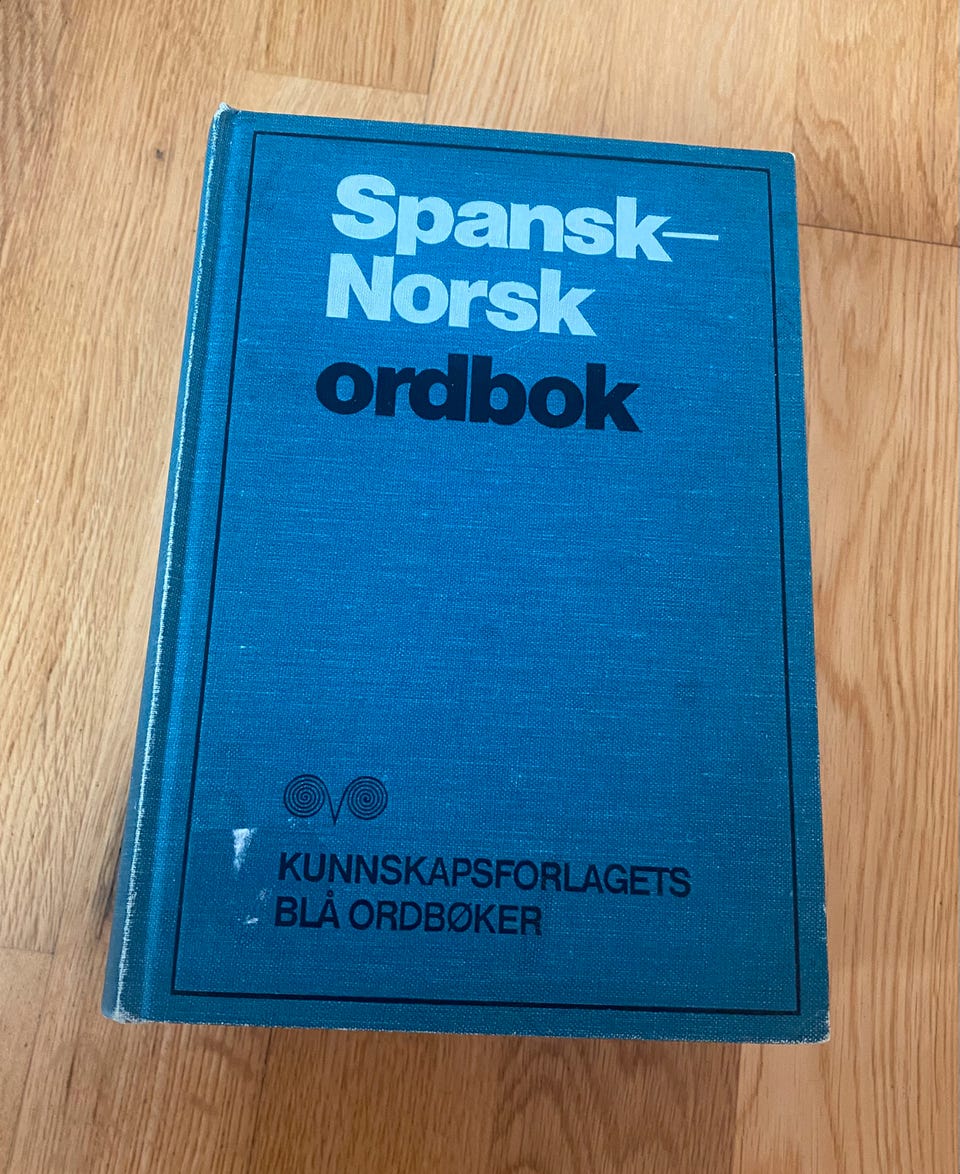 Spansk–
Norsk
ordbok
KUNNSKAPSFORLAGETS
BLÅ ORDBØKER